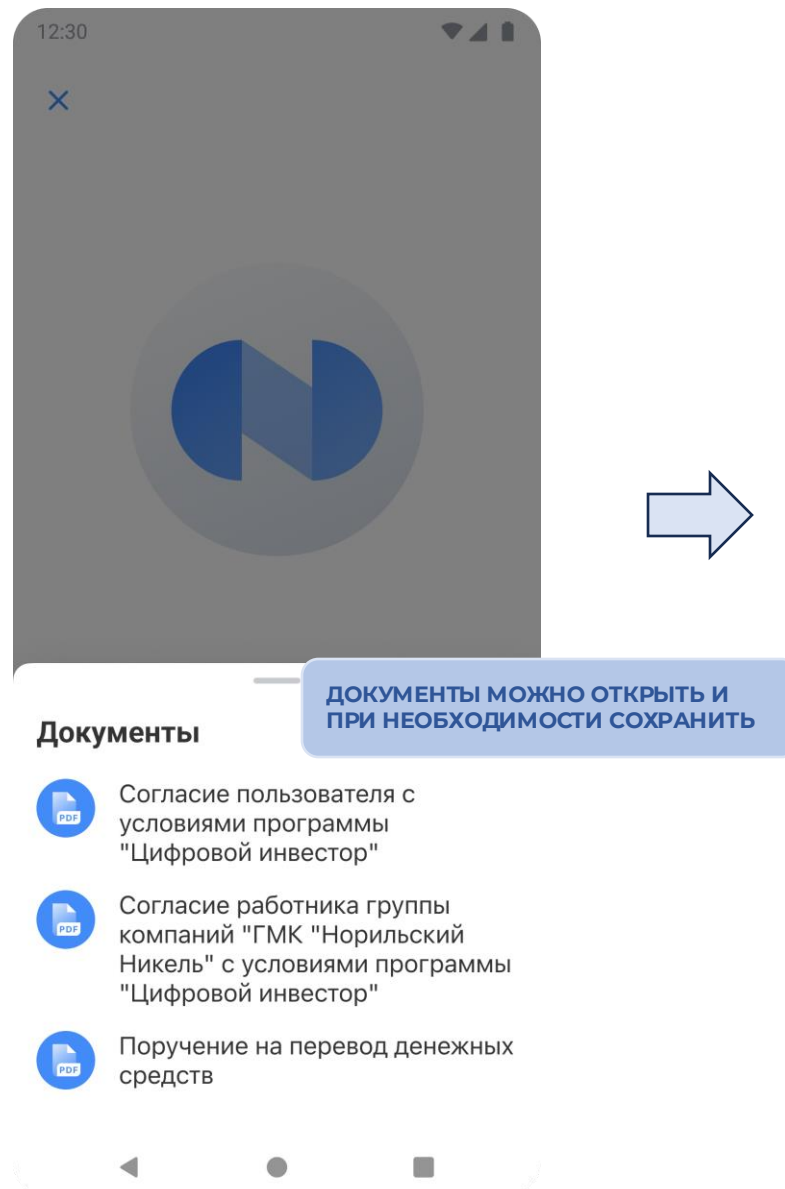 12:30
ДОКУМЕНТЫ МОЖНО ОТКРЫТЬ И
ПРИ НЕОБХОДИМОСТИ СОХРАНИТЬ
Документы
PDF
Согласие пользователя с
условиями программы
"Цифровой инвестор"
PDF
Согласие работника группы
компаний "ГМК "Норильский
Никель" с условиями программы
"Цифровой инвестор"
PDF
Поручение на перевод денежных
средств